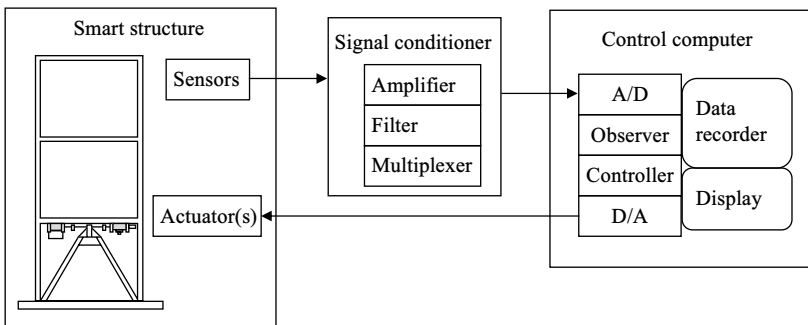 Smart structure
Sensors
Actuator(s)
Signal conditioner
Amplifier
Filter
Multiplexer
Control computer
A/D
Observer
Controller
D/A
Data
recorder
Display